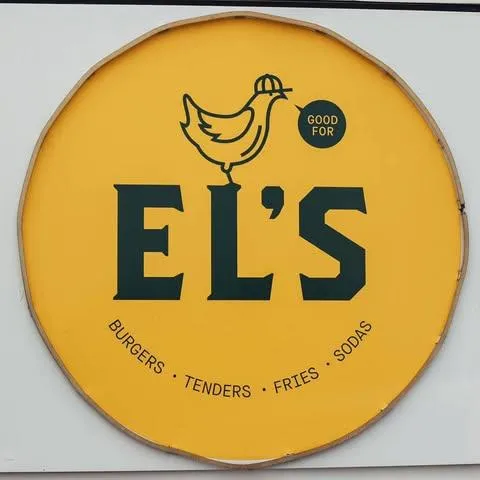 GOOD
FOR
EL'S
BURGERS · TENDERS · FRIES · SODAS